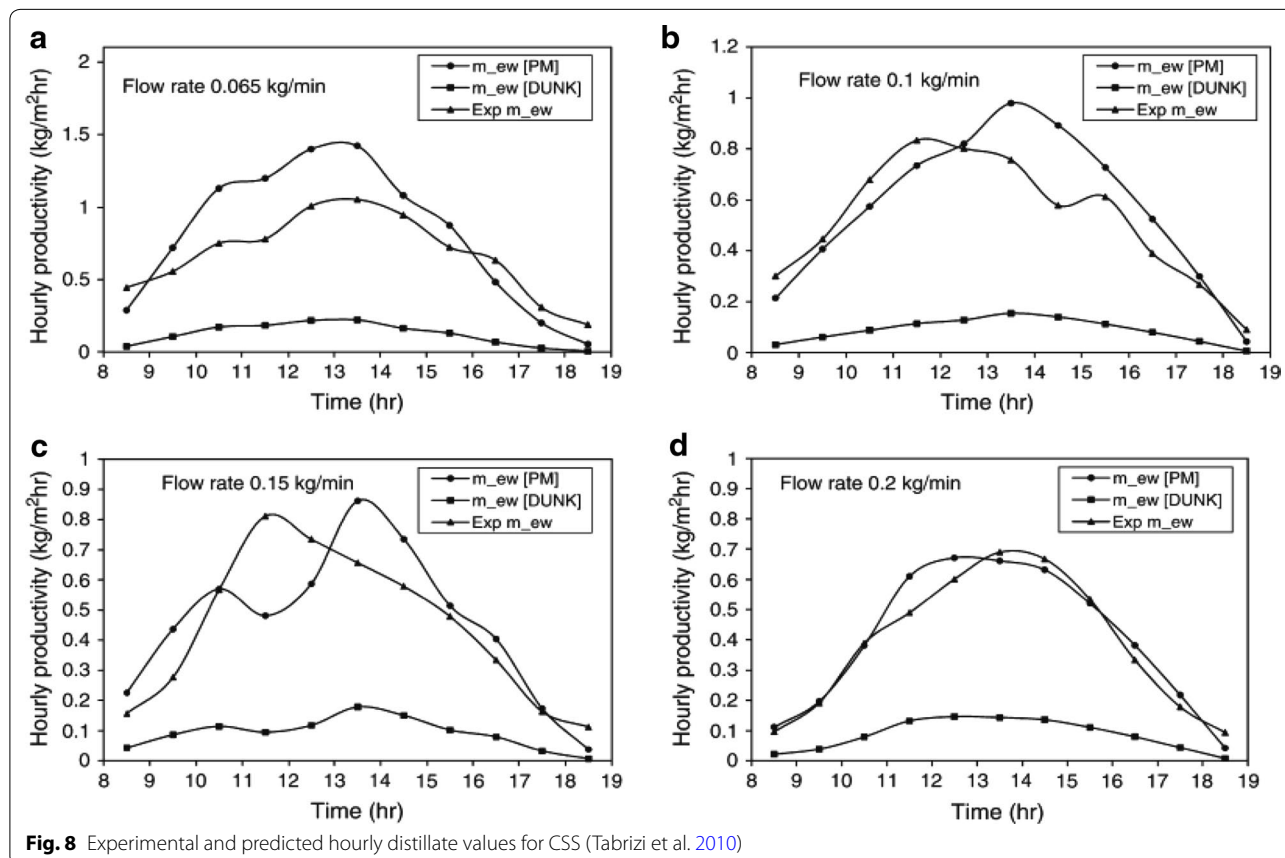 a
Hourly productivity (kg/m²hr)
2
1.5
1
0.5
0
Flow rate 0.065 kg/min
m_ew [PM]
m_ew [DUNK]
Exp m_ew
8 9 10 11 12 13 14 15 16 17 18 19
Time (hr)
b
Hourly productivity (kg/m²hr)
1.2
1
0.8
0.6
0.4
0.2
0
Flow rate 0.1 kg/min
m_ew [PM]
m_ew [DUNK]
Exp m_ew
8 9 10 11 12 13 14 15 16 17 18 19
Time (hr)
c
Hourly productivity (kg/m²hr)
1
0.9
0.8
0.7
0.6
0.5
0.4
0.3
0.2
0.1
0
Flow rate 0.15 kg/min
m_ew [PM]
m_ew [DUNK]
Exp m_ew
8 9 10 11 12 13 14 15 16 17 18 19
Time (hr)
d
Hourly productivity (kg/m²hr)
1
0.9
0.8
0.7
0.6
0.5
0.4
0.3
0.2
0.1
0
Flow rate 0.2 kg/min
m_ew [PM]
m_ew [DUNK]
Exp m_ew
8 9 10 11 12 13 14 15 16 17 18 19
Time (hr)
Fig. 8 Experimental and predicted hourly distillate values for CSS (Tabrizi et al. 2010)